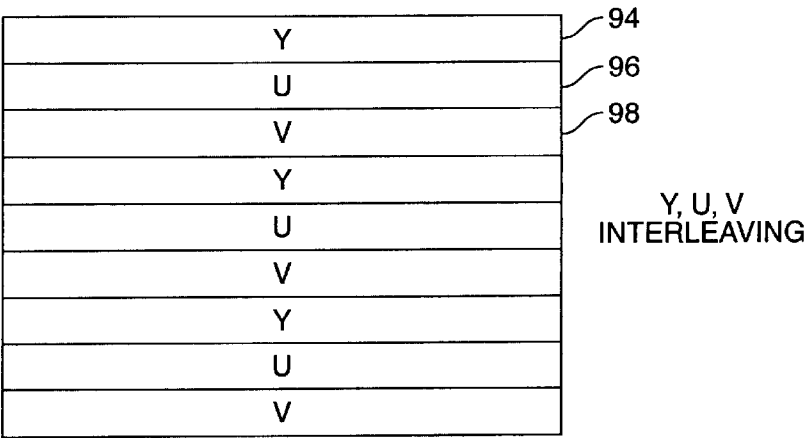 Y 94
U 96
V 98
Y
U
V
Y
U
V
Y, U, V
INTERLEAVING